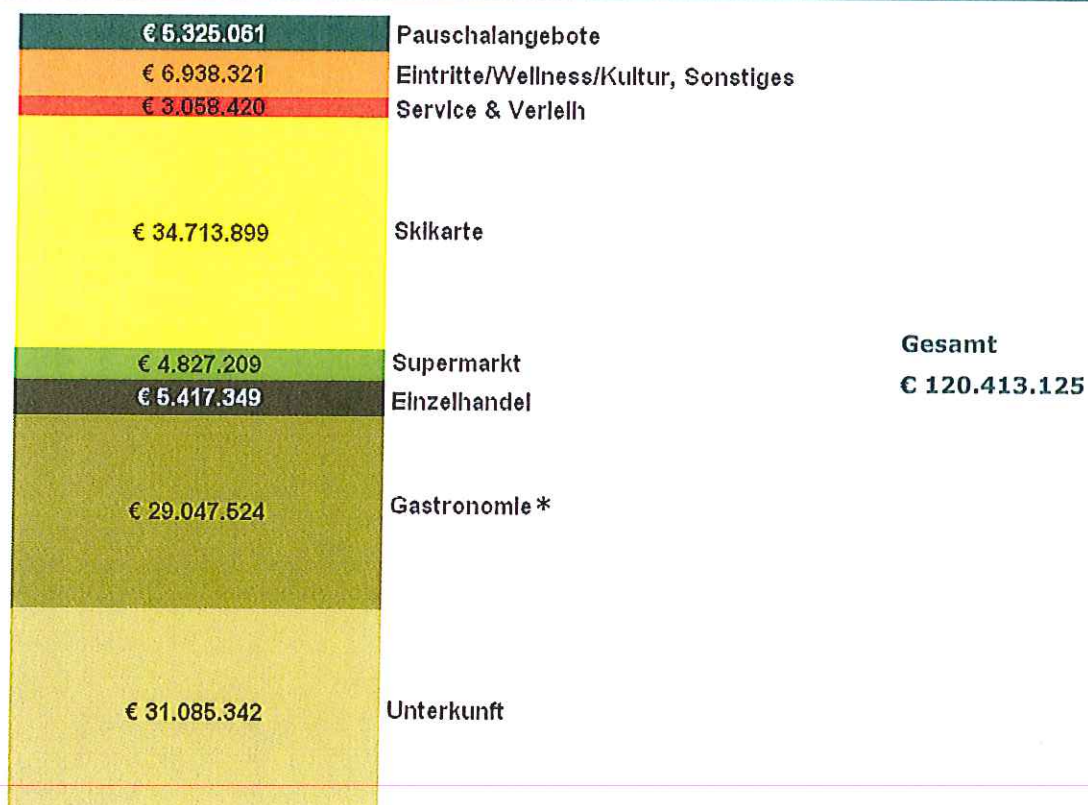 € 5.325.061 Pauschalangebote
€ 6.938.321 Eintritte/Wellness/Kultur, Sonstiges
€ 3.058.420 Service & Verleih
€ 34.713.899 Skikarte
Gesamt
€ 4.827.209 Supermarkt
€ 120.413.125
€ 5.417.349 Einzelhandel
€ 29.047.524 Gastronomie*
€ 31.085.342 Unterkunft